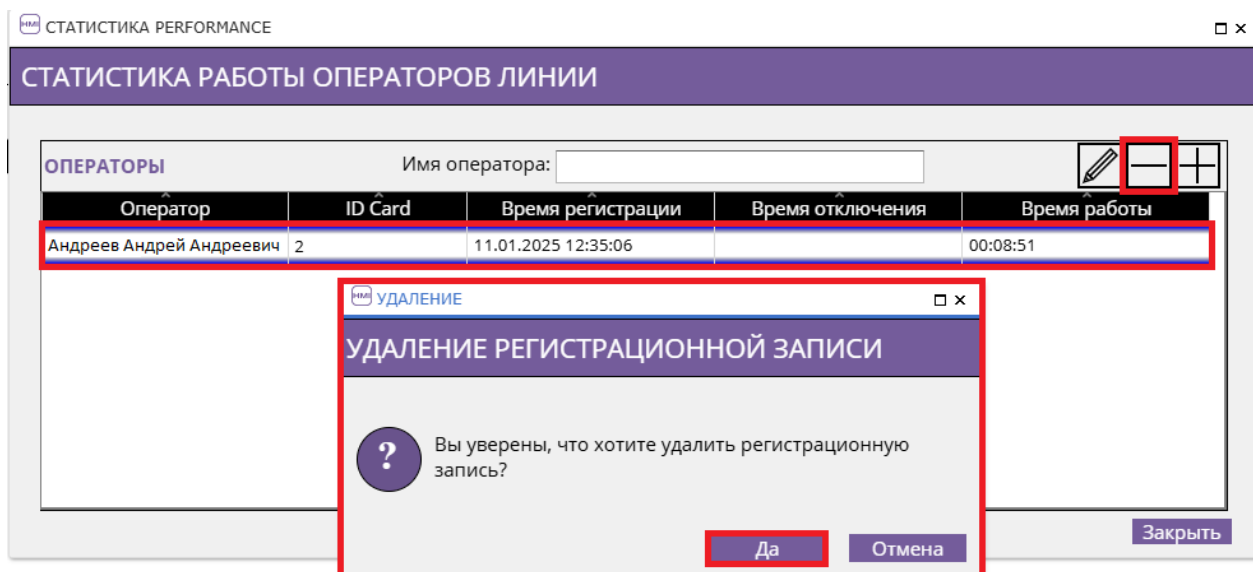 HMI СТАТИСТИКА PERFORMANCE
СТАТИСТИКА РАБОТЫ ОПЕРАТОРОВ ЛИНИИ
ОПЕРАТОРЫ Имя оператора:
Оператор ID Card Время регистрации Время отключения Время работы
Андреев Андрей Андреевич 2 11.01.2025 12:35:06 00:08:51
HMI УДАЛЕНИЕ
УДАЛЕНИЕ РЕГИСТРАЦИОННОЙ ЗАПИСИ
? Вы уверены, что хотите удалить регистрационную
запись?
Закрыть
Да Отмена